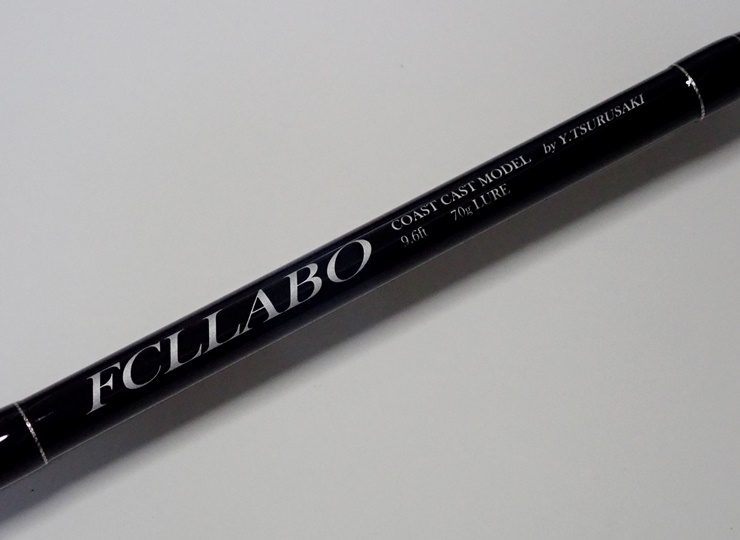 FCLLABO
COAST CAST MODEL by Y.TSURUSAKI
9.6ft 70g LURE